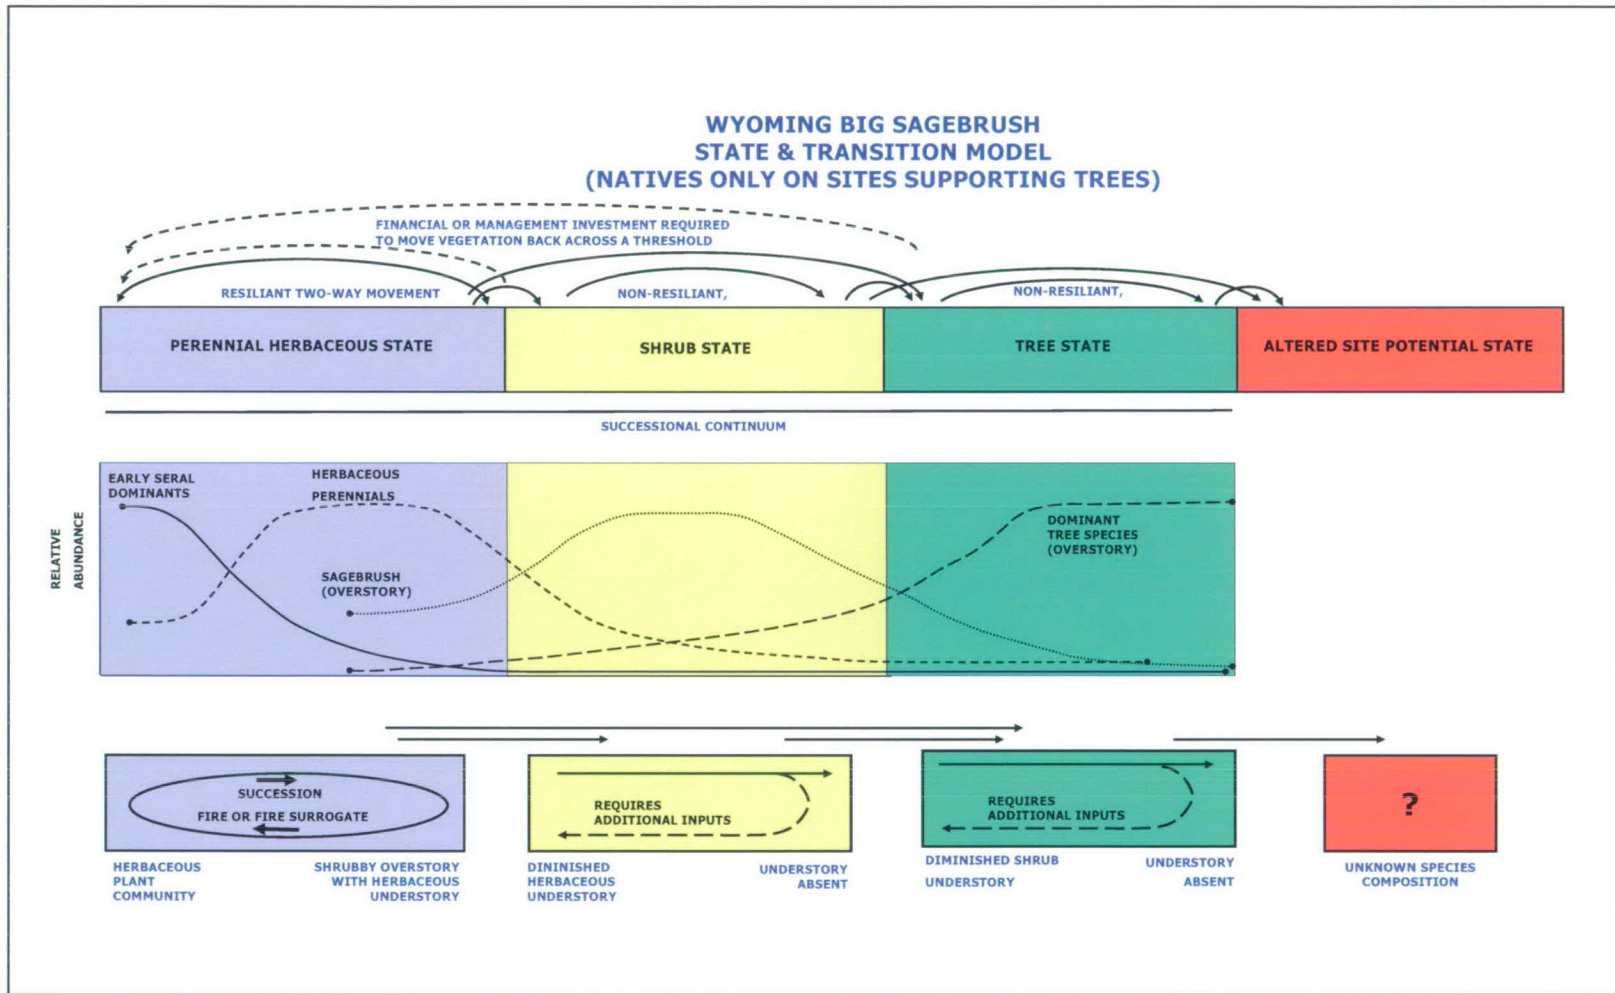 WYOMING BIG SAGEBRUSH
STATE & TRANSITION MODEL
(NATIVES ONLY ON SITES SUPPORTING TREES)
FINANCIAL OR MANAGEMENT INVESTMENT REQUIRED
TO MOVE VEGETATION BACK ACROSS A THRESHOLD
RESILIANT TWO-WAY MOVEMENT
NON-RESILIANT,
NON-RESILIANT,
PERENNIAL HERBACEOUS STATE
SHRUB STATE
TREE STATE
ALTERED SITE POTENTIAL STATE
SUCCESSIONAL CONTINUUM
RELATIVE
ABUNDANCE
EARLY SERAL
DOMINANTS
HERBACEOUS
PERENNIALS
SAGEBRUSH
(OVERSTORY)
DOMINANT
TREE SPECIES
(OVERSTORY)
SUCCESSION
FIRE OR FIRE SURROGATE
REQUIRES
ADDITIONAL INPUTS
REQUIRES
ADDITIONAL INPUTS
?
HERBACEOUS
PLANT
COMMUNITY
SHRUBBY OVERSTORY
WITH HERBACEOUS
UNDERSTORY
DININISHED
HERBACEOUS
UNDERSTORY
UNDERSTORY
ABSENT
DIMINISHED SHRUB
UNDERSTORY
UNDERSTORY
ABSENT
UNKNOWN SPECIES
COMPOSITION